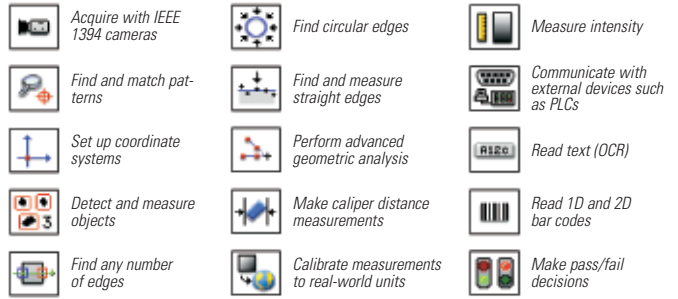 Acquire with IEEE
1394 cameras
Find and match pat-
terns
Set up coordinate
systems
Detect and measure
objects
3
Find any number
of edges
Find circular edges
Find and measure
straight edges
Perform advanced
geometric analysis
Make caliper distance
measurements
Calibrate measurements
to real-world units
Measure intensity
Communicate with
external devices such
as PLCs
A12c
Read text (OCR)
Read 1D and 2D
bar codes
Make pass/fail
decisions